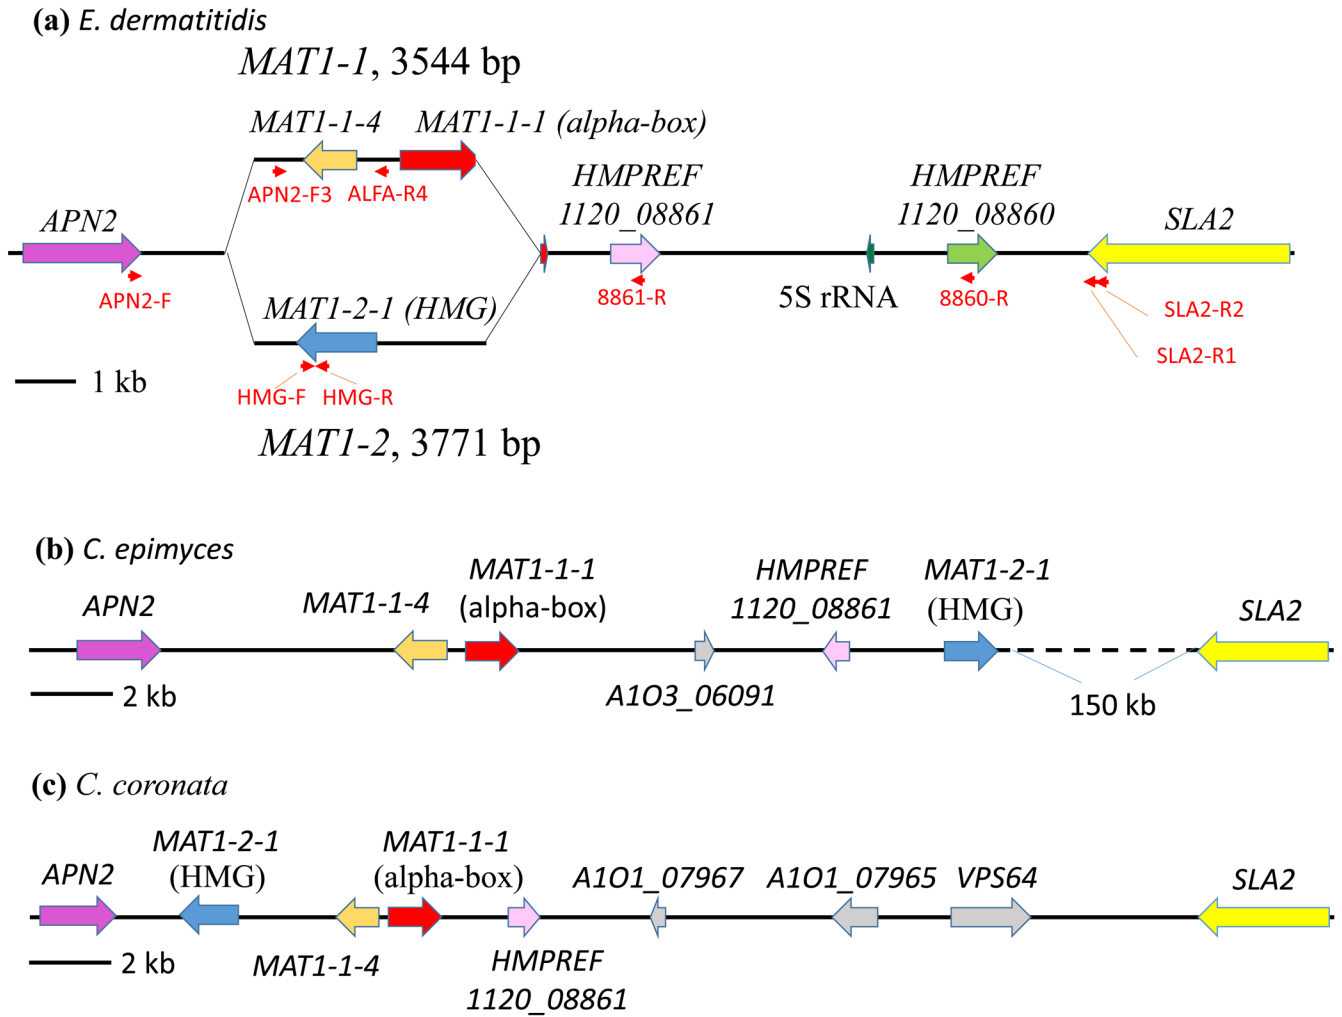 (a) E. dermatitidis
MAT1-1, 3544 bp
MAT1-1-4 MAT1-1-1 (alpha-box)
APN2-F3 ALFA-R4
HMPREF
1120_08861
HMPREF
1120_08860
APN2
SLA2
APN2-F
8861-R
5S rRNA
8860-R
SLA2-R2
SLA2-R1
MAT1-2-1 (HMG)
1 kb
HMG-F HMG-R
MAT1-2, 3771 bp
(b) C. epimyces
APN2
MAT1-1-4
MAT1-1-1
(alpha-box)
HMPREF
1120_08861
MAT1-2-1
(HMG)
SLA2
A1O3_06091
2 kb
150 kb
(c) C. coronata
APN2
MAT1-2-1
(HMG)
MAT1-1-1
(alpha-box)
A1O1_07967
A1O1_07965
VPS64
SLA2
2 kb
MAT1-1-4
HMPREF
1120_08861